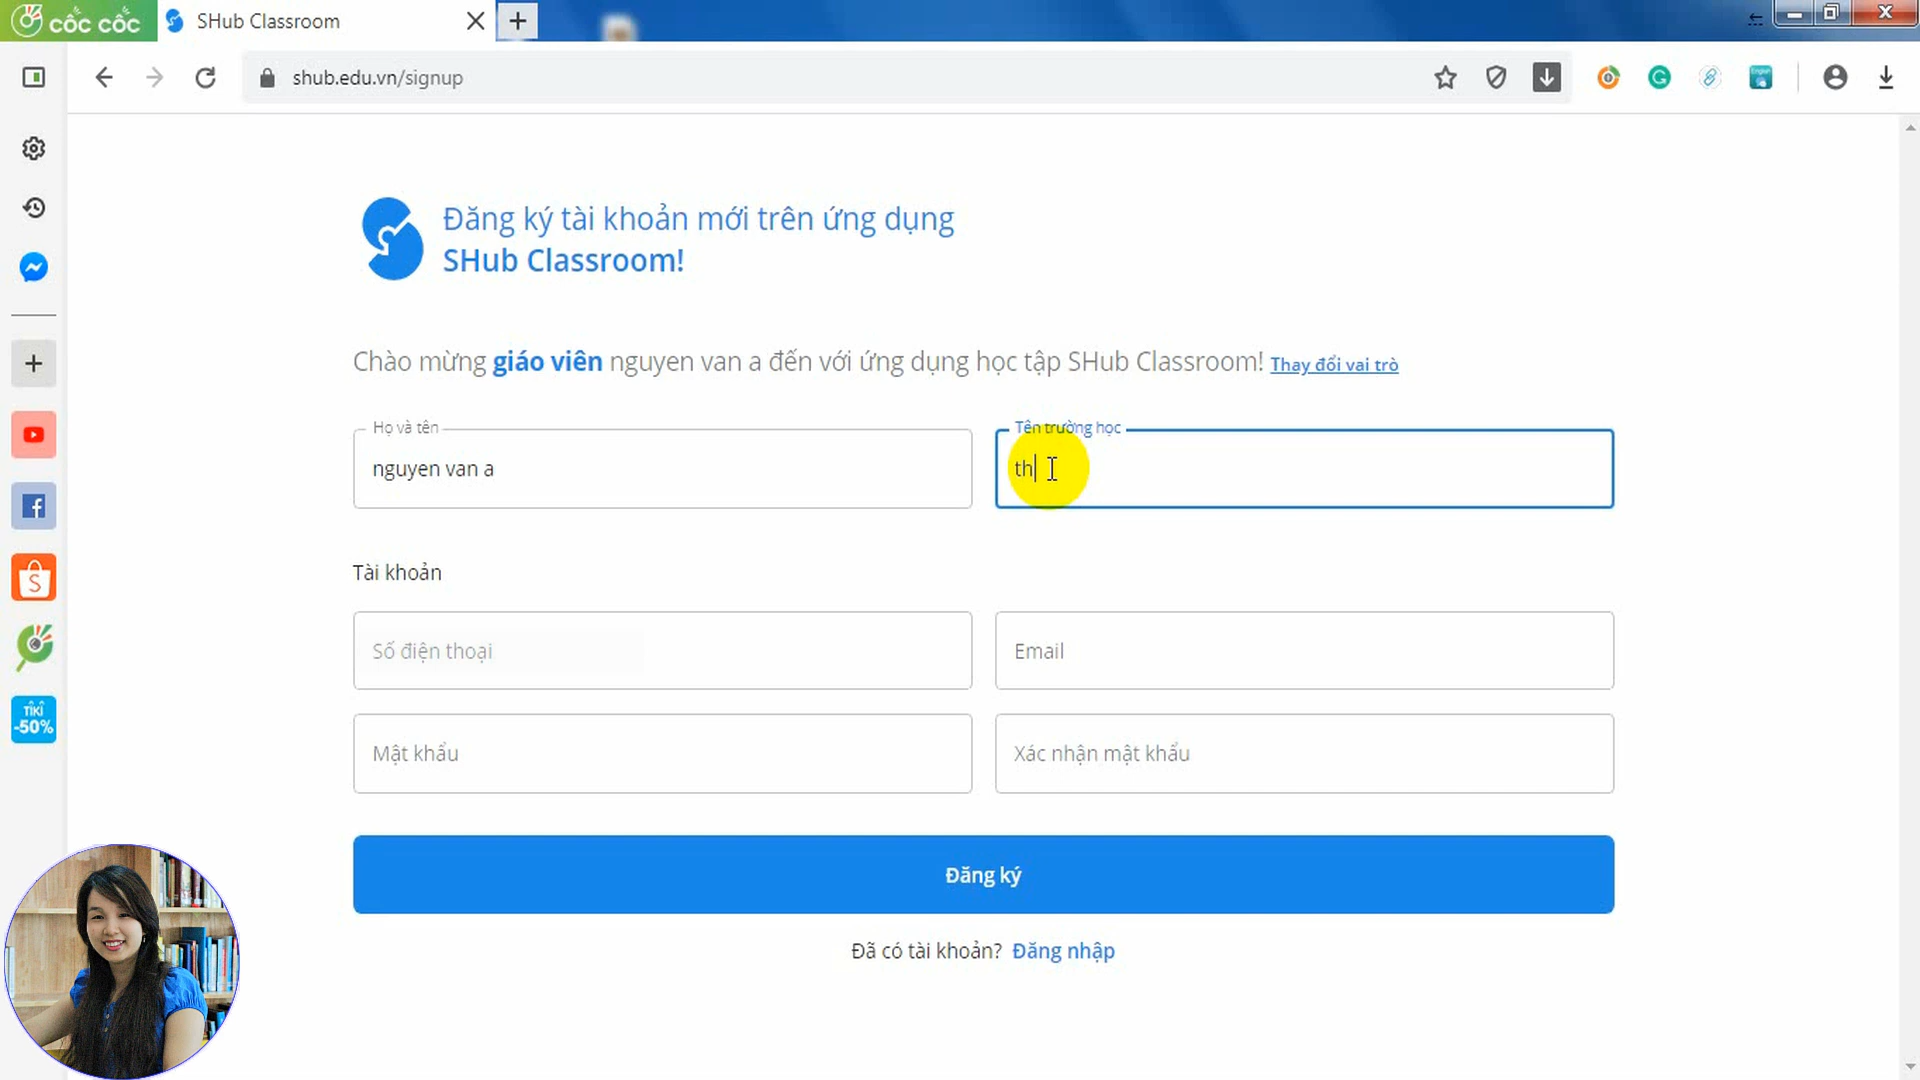 cốc cốc
SHub Classroom
shub.edu.vn/signup
Đăng ký tài khoản mới trên ứng dụng
SHub Classroom!
Chào mừng giáo viên nguyen van a đến với ứng dụng học tập SHub Classroom! Thay đổi vai trò
Họ và tên
nguyen van a
Tên trường học
th
Tài khoản
Số điện thoại
Email
Mật khẩu
Xác nhận mật khẩu
Đăng ký
Đã có tài khoản? Đăng nhập
TIKI
-50%